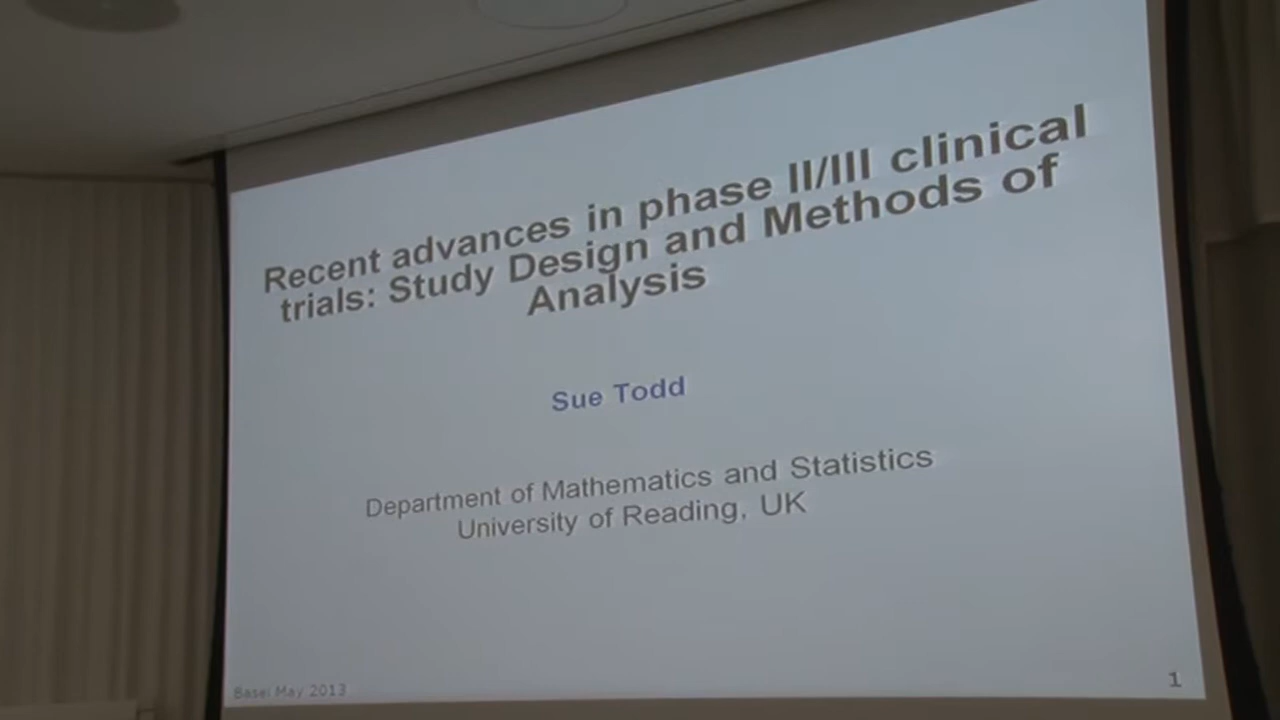 Recent advances in phase II/III clinical
trials: Study Design and Methods of
Analysis
Sue Todd
Department of Mathematics and Statistics
University of Reading, UK
Basel May 2013
1